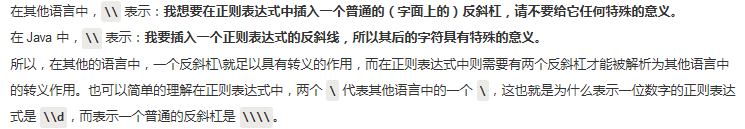 在其他语言中，\\ 表示：我想要在正则表达式中插入一个普通的（字面上的）反斜杠，请不要给它任何特殊的意义。
在 Java 中，\\ 表示：我要插入一个正则表达式的反斜线，所以其后的字符具有特殊的意义。
所以，在其他的语言中，一个反斜杠\就足以具有转义的作用，而在正则表达式中则需要有两个反斜杠才能被解析为其他语言中
的转义作用。也可以简单的理解在正则表达式中，两个 \ 代表其他语言中的一个 \，这也就是为什么表示一位数字的正则表达
式是 \\d，而表示一个普通的反斜杠是 \\\\。